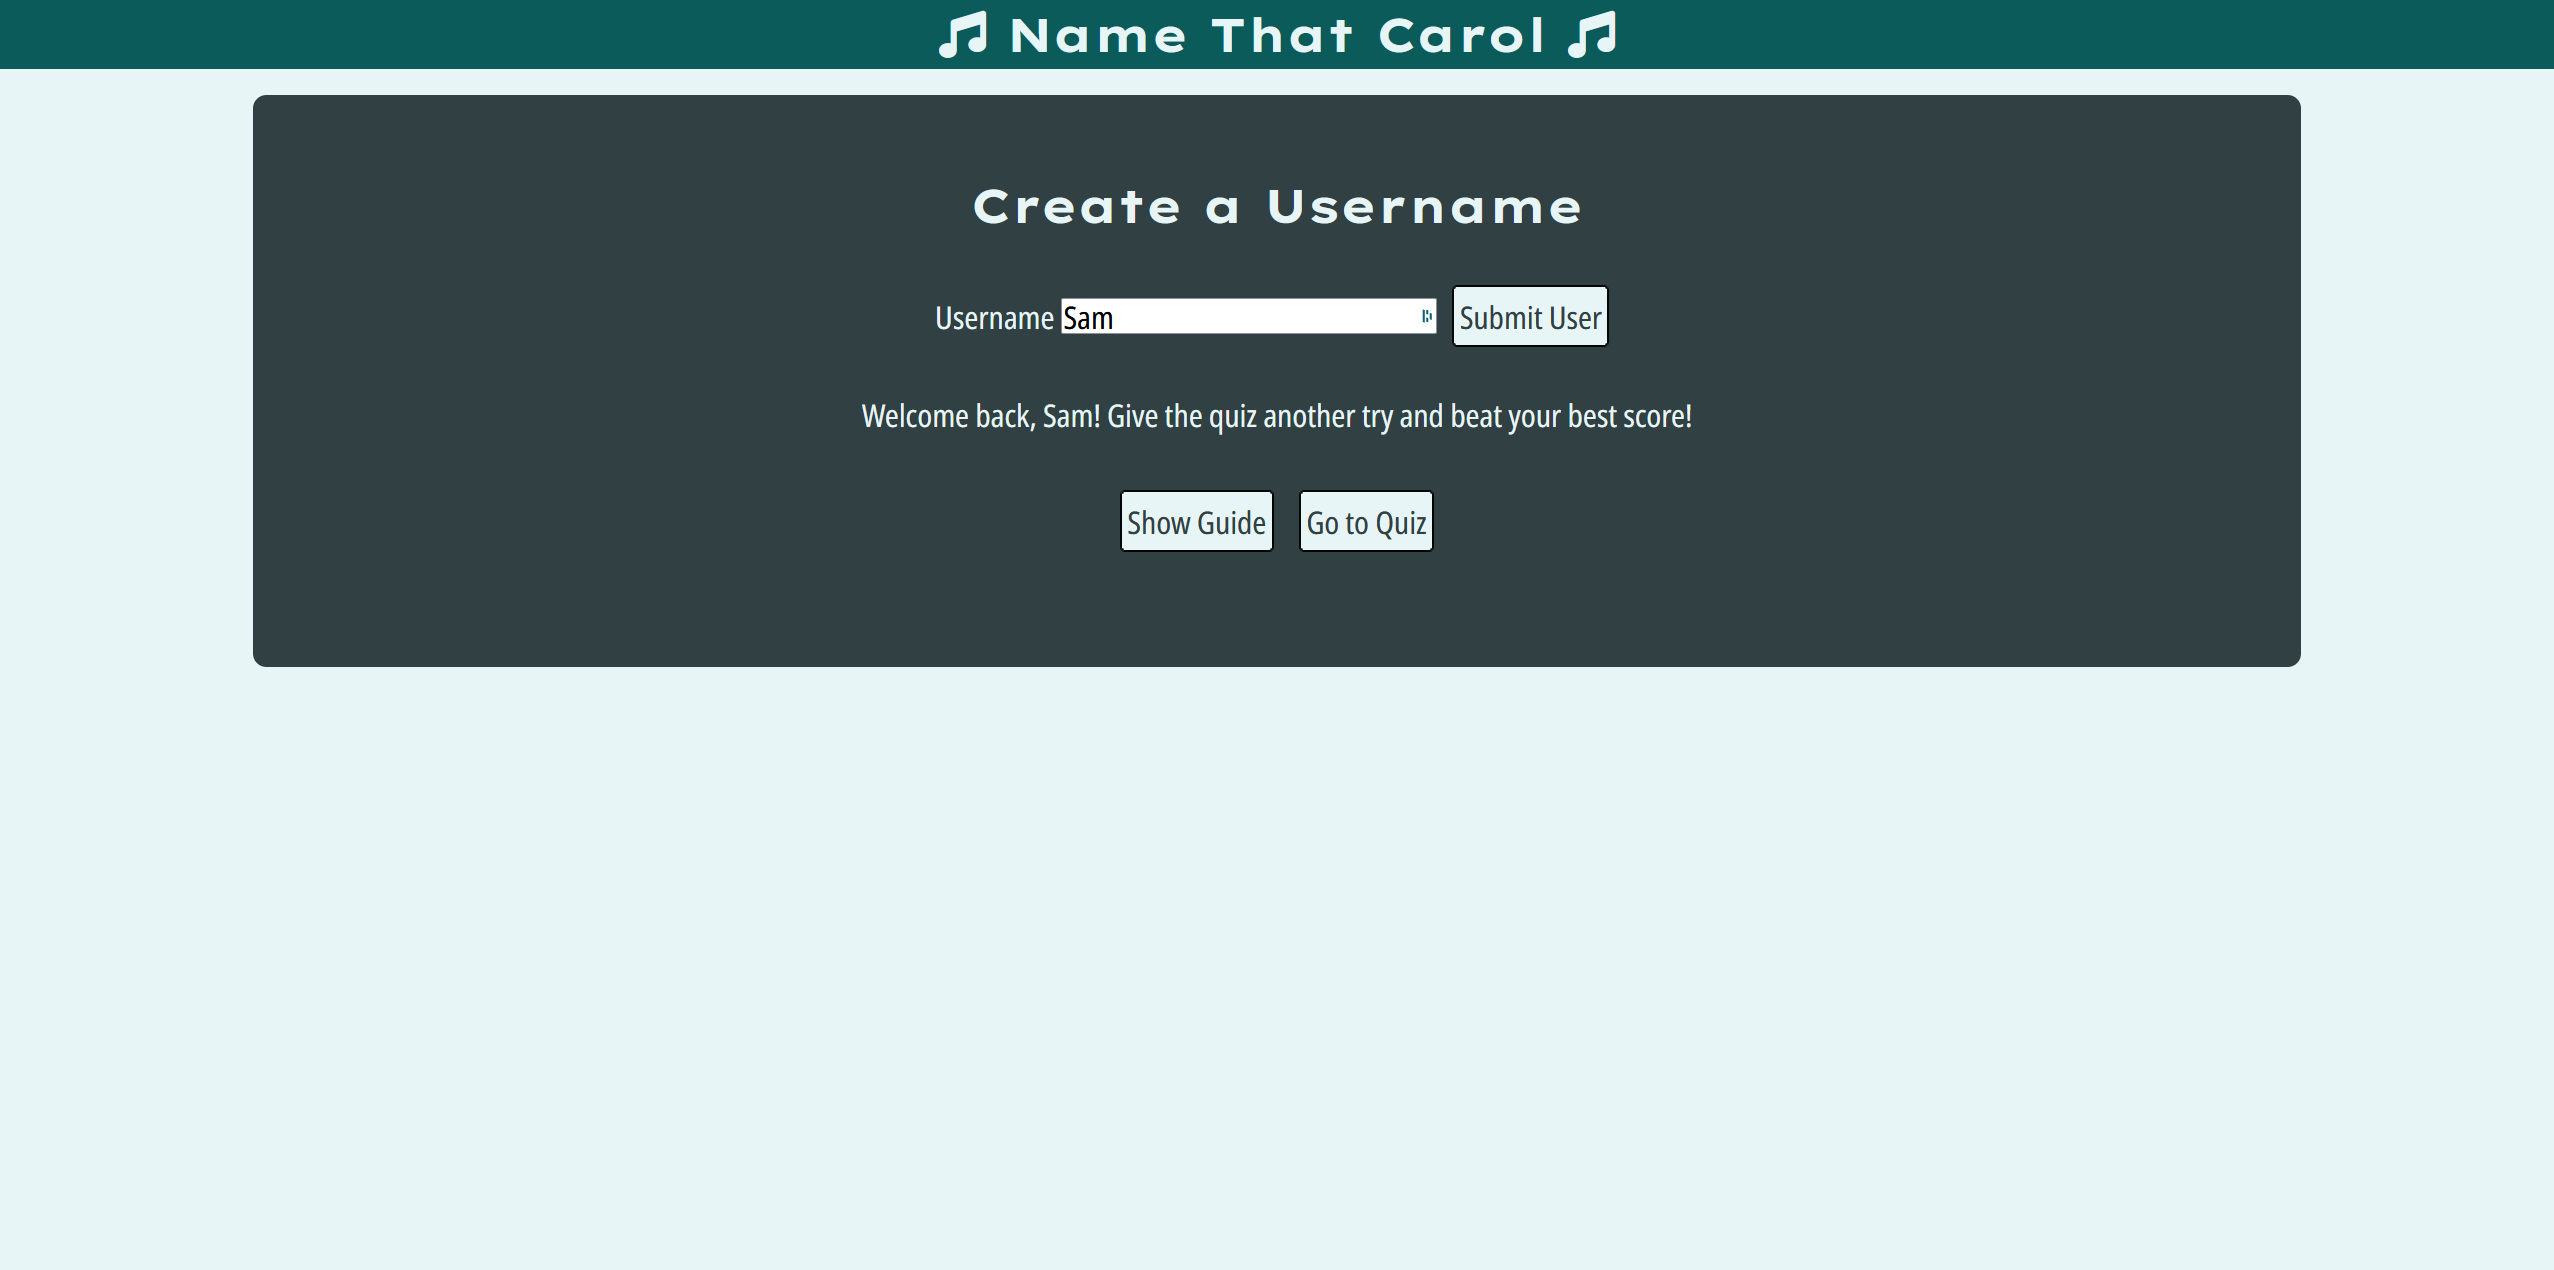 Name That Carol
Create a Username
Username Sam Submit User
Welcome back, Sam! Give the quiz another try and beat your best score!
Show Guide Go to Quiz